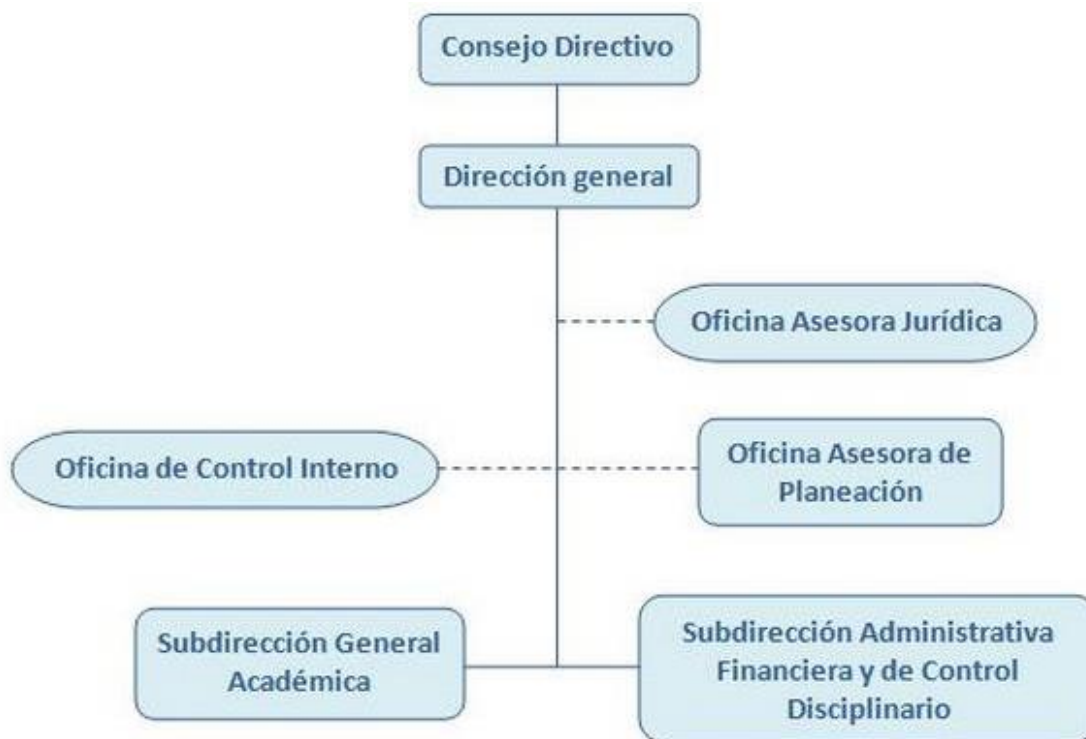 Consejo Directivo
Dirección general
Oficina Asesora Jurídica
Oficina de Control Interno
Oficina Asesora de
Planeación
Subdirección General
Académica
Subdirección Administrativa
Financiera y de Control
Disciplinario